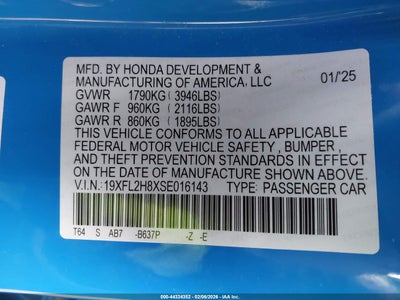 MFD. BY HONDA DEVELOPMENT &
MANUFACTURING OF AMERICA, LLC 01/'25
GVWR 1790KG (3946LBS)
GAWR F 960KG (2116LBS)
GAWR R 860KG (1895LBS)
THIS VEHICLE CONFORMS TO ALL APPLICABLE
FEDERAL MOTOR VEHICLE SAFETY, BUMPER ,
AND THEFT PREVENTION STANDARDS IN EFFECT
ON THE DATE OF MANUFACTURE SHOWN ABOVE.
V.I.N.: 19XFL2H8XSE016143 TYPE: PASSENGER CAR
T64 S AB7 -B637P -Z -E
000-44324352 - 02/06/2026 - IAA Inc.